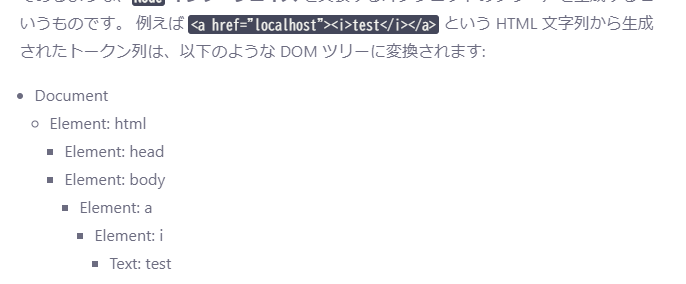 いうものです。 例えば <a href="localhost"><i>test</i></a> という HTML 文字列から生成
されたトークン列は、以下のような DOM ツリーに変換されます:
Document
Element: html
Element: head
Element: body
Element: a
Element: i
Text: test